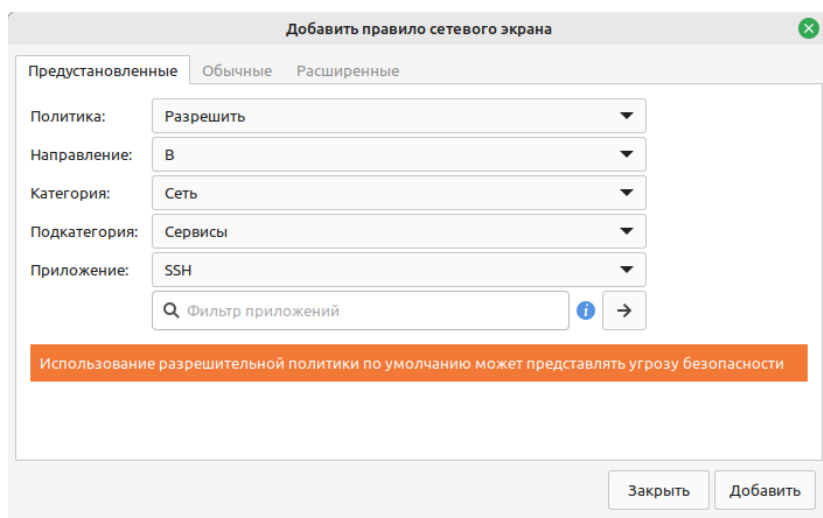 Добавить правило сетевого экрана
Предустановленные Обычные Расширенные
Политика: Разрешить
Направление: В
Категория: Сеть
Подкатегория: Сервисы
Приложение: SSH
Фильтр приложений
Использование разрешительной политики по умолчанию может представлять угрозу безопасности
Закрыть Добавить